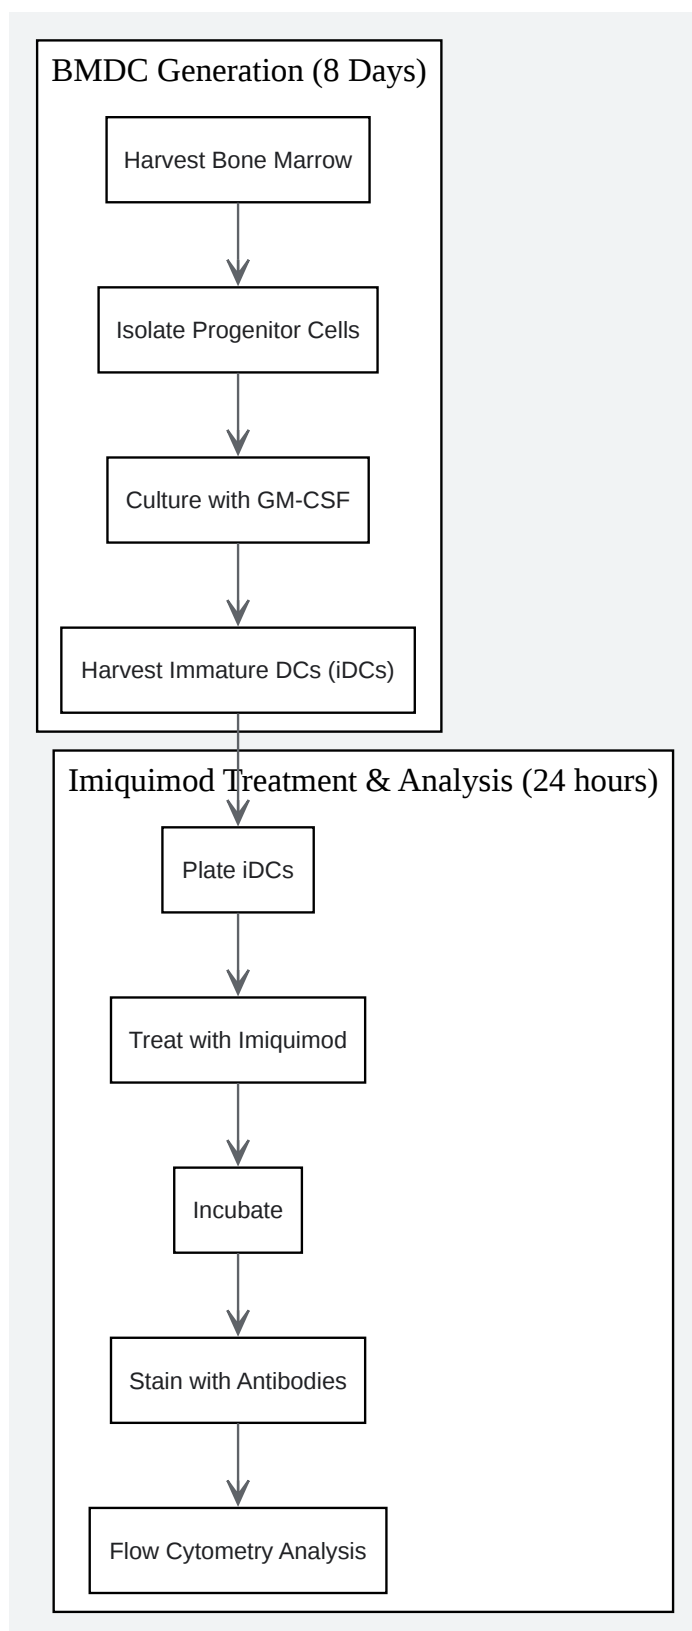 BMDC Generation (8 Days)
Harvest Bone Marrow
Isolate Progenitor Cells
Culture with GM-CSF
Harvest Immature DCs (iDCs)
Imiquimod Treatment & Analysis (24 hours)
Plate iDCs
Treat with Imiquimod
Incubate
Stain with Antibodies
Flow Cytometry Analysis